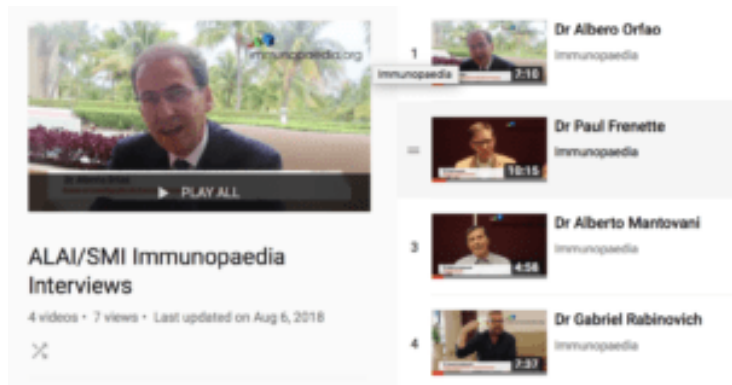 immunopaedia.org
PLAY ALL
ALAI/SMI Immunopaedia
Interviews
4 videos • 7 views • Last updated on Aug 6, 2018
1
7:10
Dr Albero Orfao
Immunopaedia
Immunopaedia
10:15
Dr Paul Frenette
Immunopaedia
3
4:56
Dr Alberto Mantovani
Immunopaedia
4
7:37
Dr Gabriel Rabinovich
Immunopaedia